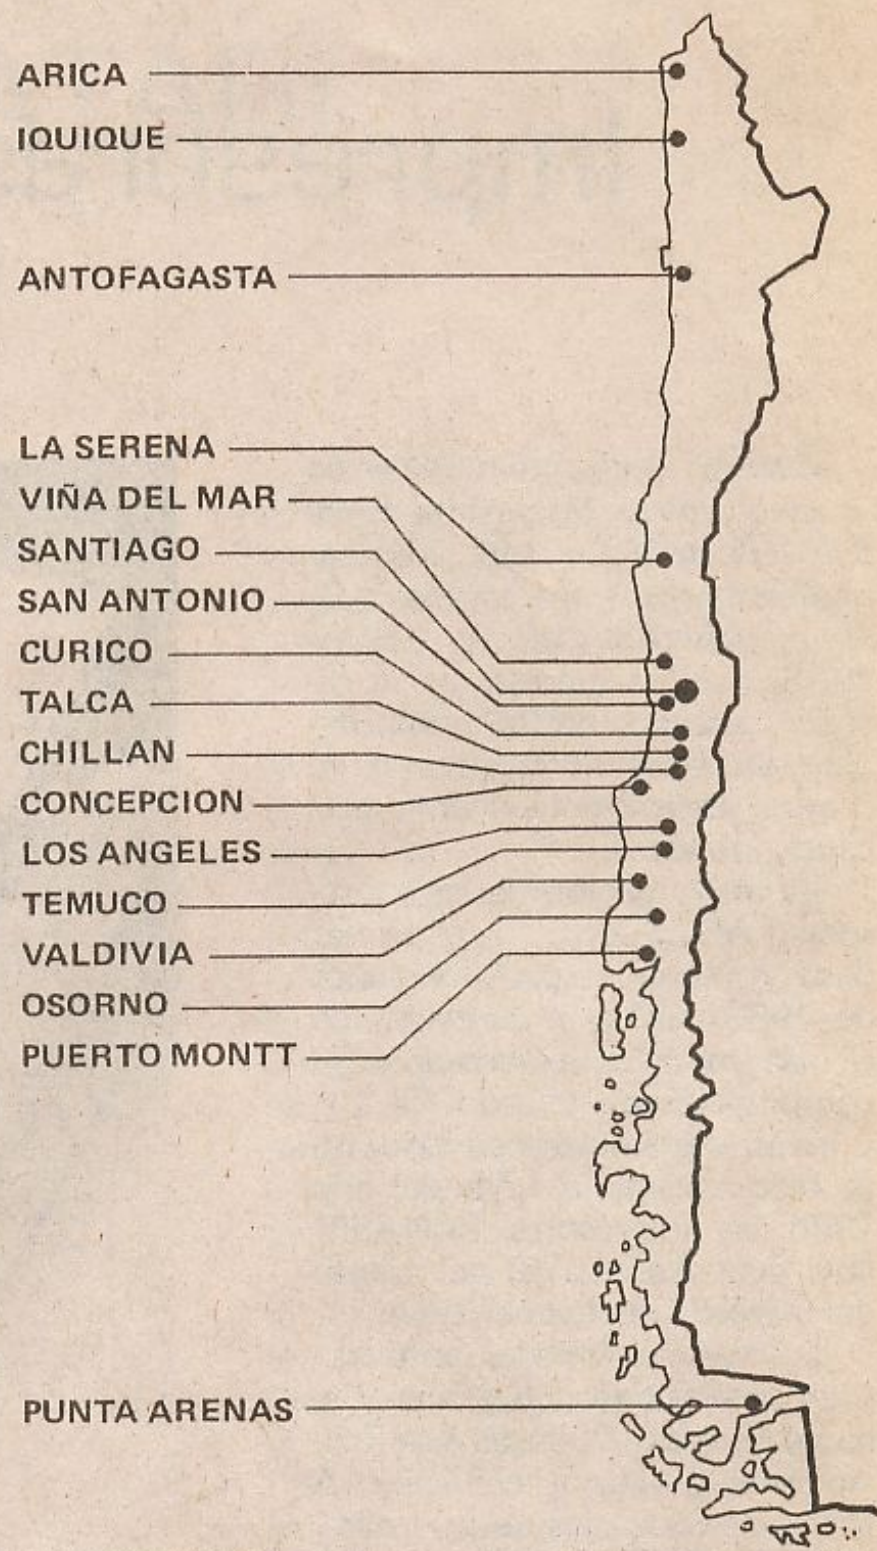 ARICA
IQUIQUE
ANTOFAGASTA
LA SERENA
VIÑA DEL MAR
SANTIAGO
SAN ANTONIO
CURICO
TALCA
CHILLAN
CONCEPCION
LOS ANGELES
TEMUCO
VALDIVIA
OSORNO
PUERTO MONTT
PUNTA ARENAS